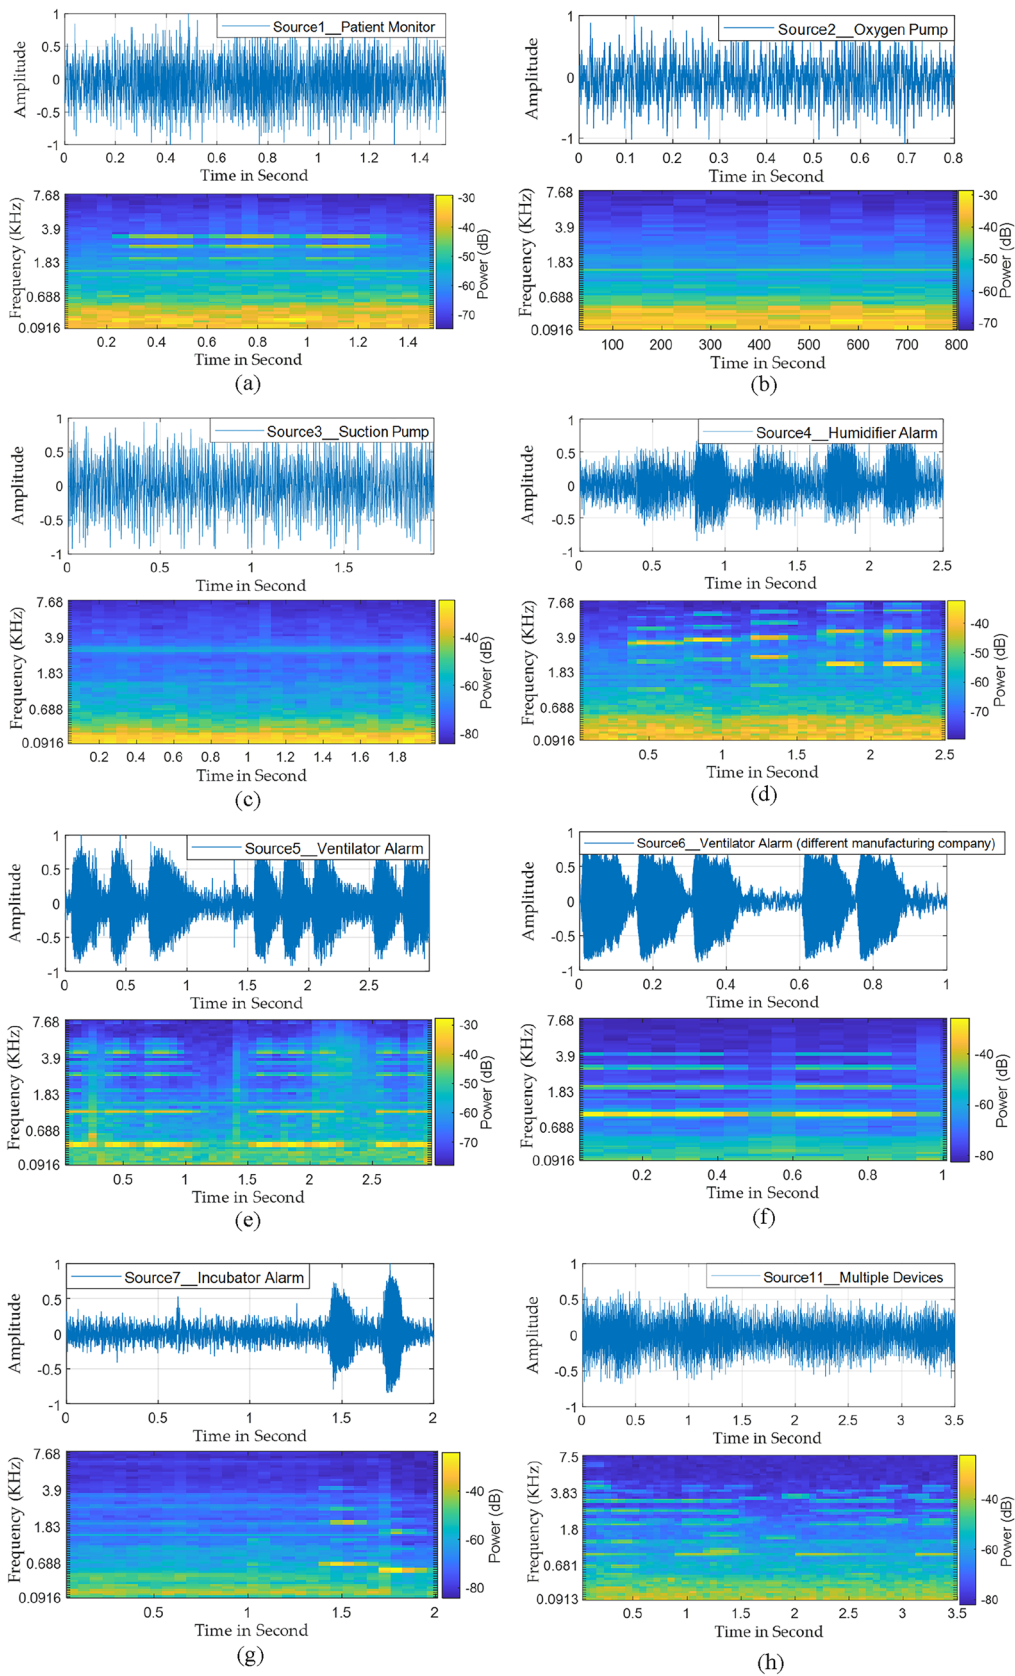 Source1__Patient Monitor
Amplitude
1
0.5
0
-0.5
-1
0 0.2 0.4 0.6 0.8 1 1.2
Time in Second
Frequency (KHz)
7.68
3.9
1.83
0.688
0.0916
0.2 0.4 0.6 0.8 1 1.2 1.4
-30
-40
-50
-60
-70
Power (dB)
Time in Second
(a)
Source2__Oxygen Pump
Amplitude
1
0
-1
0 0.1 0.2 0.3 0.4 0.5 0.6 0.7 0.8
Time in Second
Frequency (KHz)
7.68
3.9
1.83
0.688
0.0916
100 200 300 400 500 600 700 800
-30
-40
-50
-60
-70
Power (dB)
Time in Second
(b)
Source3__Suction Pump
Amplitude
1
0.5
0
-0.5
-1
0 0.5 1 1.5
Time in Second
Frequency (KHz)
7.68
3.9
1.83
0.688
0.0916
0.2 0.4 0.6 0.8 1 1.2 1.4 1.6 1.8
-40
-60
-80
Power (dB)
Time in Second
(c)
Source4__Humidifier Alarm
Amplitude
1
0.5
0
-0.5
-1
0 0.5 1 1.5 2 2.5
Time in Second
Frequency (KHz)
7.68
3.9
1.83
0.688
0.0916
0.5 1 1.5 2 2.5
-40
-50
-60
-70
Power (dB)
Time in Second
(d)
Source5__Ventilator Alarm
Amplitude
1
0.5
0
-0.5
-1
0 0.5 1 1.5 2 2.5
Time in Second
Frequency (KHz)
7.68
3.9
1.83
0.688
0.0916
0.5 1 1.5 2 2.5
-30
-40
-50
-60
-70
Power (dB)
Time in Second
(e)
Source6__Ventilator Alarm (different manufacturing company)
Amplitude
1
0.5
0
-0.5
-1
0 0.2 0.4 0.6 0.8 1
Time in Second
Frequency (KHz)
7.68
3.9
1.83
0.688
0.0916
0.2 0.4 0.6 0.8 1
-40
-60
-80
Power (dB)
Time in Second
(f)
Source7__Incubator Alarm
Amplitude
1
0.5
0
-0.5
-1
0 0.5 1 1.5 2
Time in Second
Frequency (KHz)
7.68
3.9
1.83
0.688
0.0916
0.5 1 1.5 2
-40
-60
-80
Power (dB)
Time in Second
(g)
Source11__Multiple Devices
Amplitude
1
0.5
0
-0.5
-1
0 0.5 1 1.5 2 2.5 3 3.5
Time in Second
Frequency (KHz)
7.5
3.83
1.8
0.681
0.0913
0.5 1 1.5 2 2.5 3 3.5
-40
-60
-80
Power (dB)
Time in Second
(h)